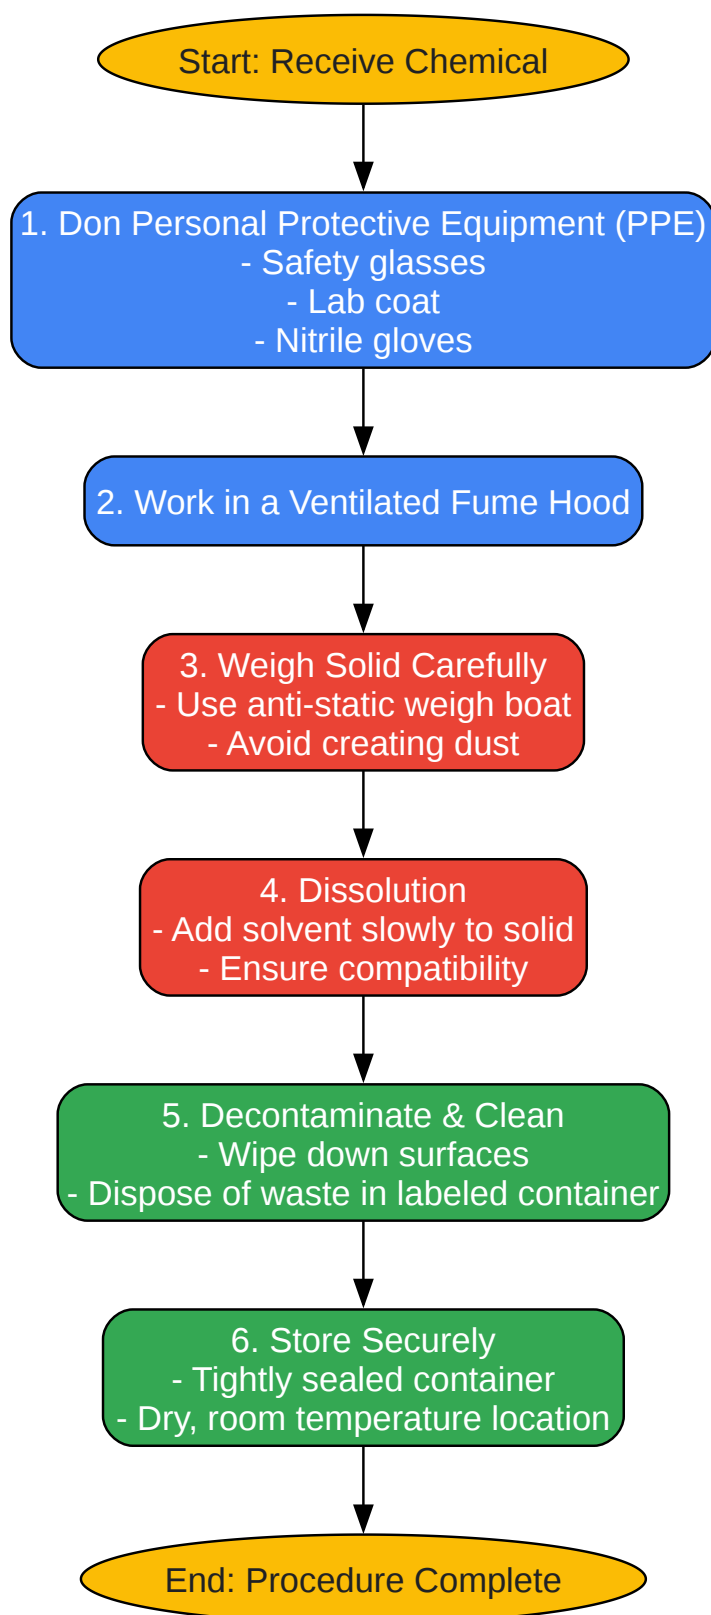 Start: Receive Chemical
1. Don Personal Protective Equipment (PPE)
- Safety glasses
- Lab coat
- Nitrile gloves
2. Work in a Ventilated Fume Hood
3. Weigh Solid Carefully
- Use anti-static weigh boat
- Avoid creating dust
4. Dissolution
- Add solvent slowly to solid
- Ensure compatibility
5. Decontaminate & Clean
- Wipe down surfaces
- Dispose of waste in labeled container
6. Store Securely
- Tightly sealed container
- Dry, room temperature location
End: Procedure Complete